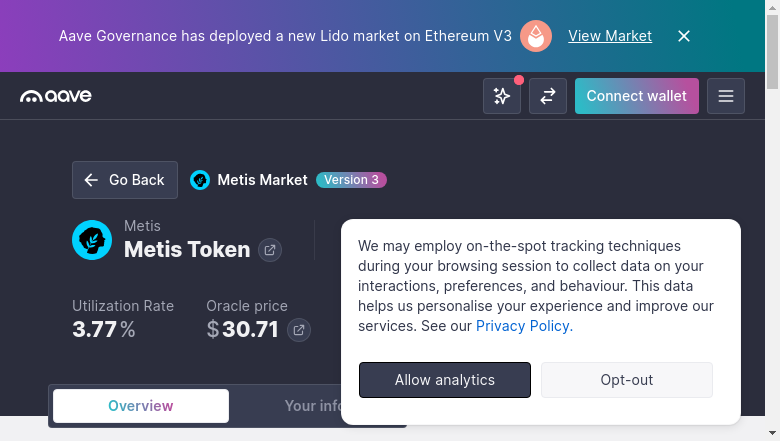 Aave Governance has deployed a new Lido market on Ethereum V3 View Market
aave
Connect wallet
Go Back
Metis Market
Version 3
Metis
Metis Token
Utilization Rate
3.77%
Oracle price
$30.71
We may employ on-the-spot tracking techniques
during your browsing session to collect data on your
interactions, preferences, and behaviour. This data
helps us personalise your experience and improve our
services. See our Privacy Policy.
Allow analytics
Opt-out
Overview
Your info